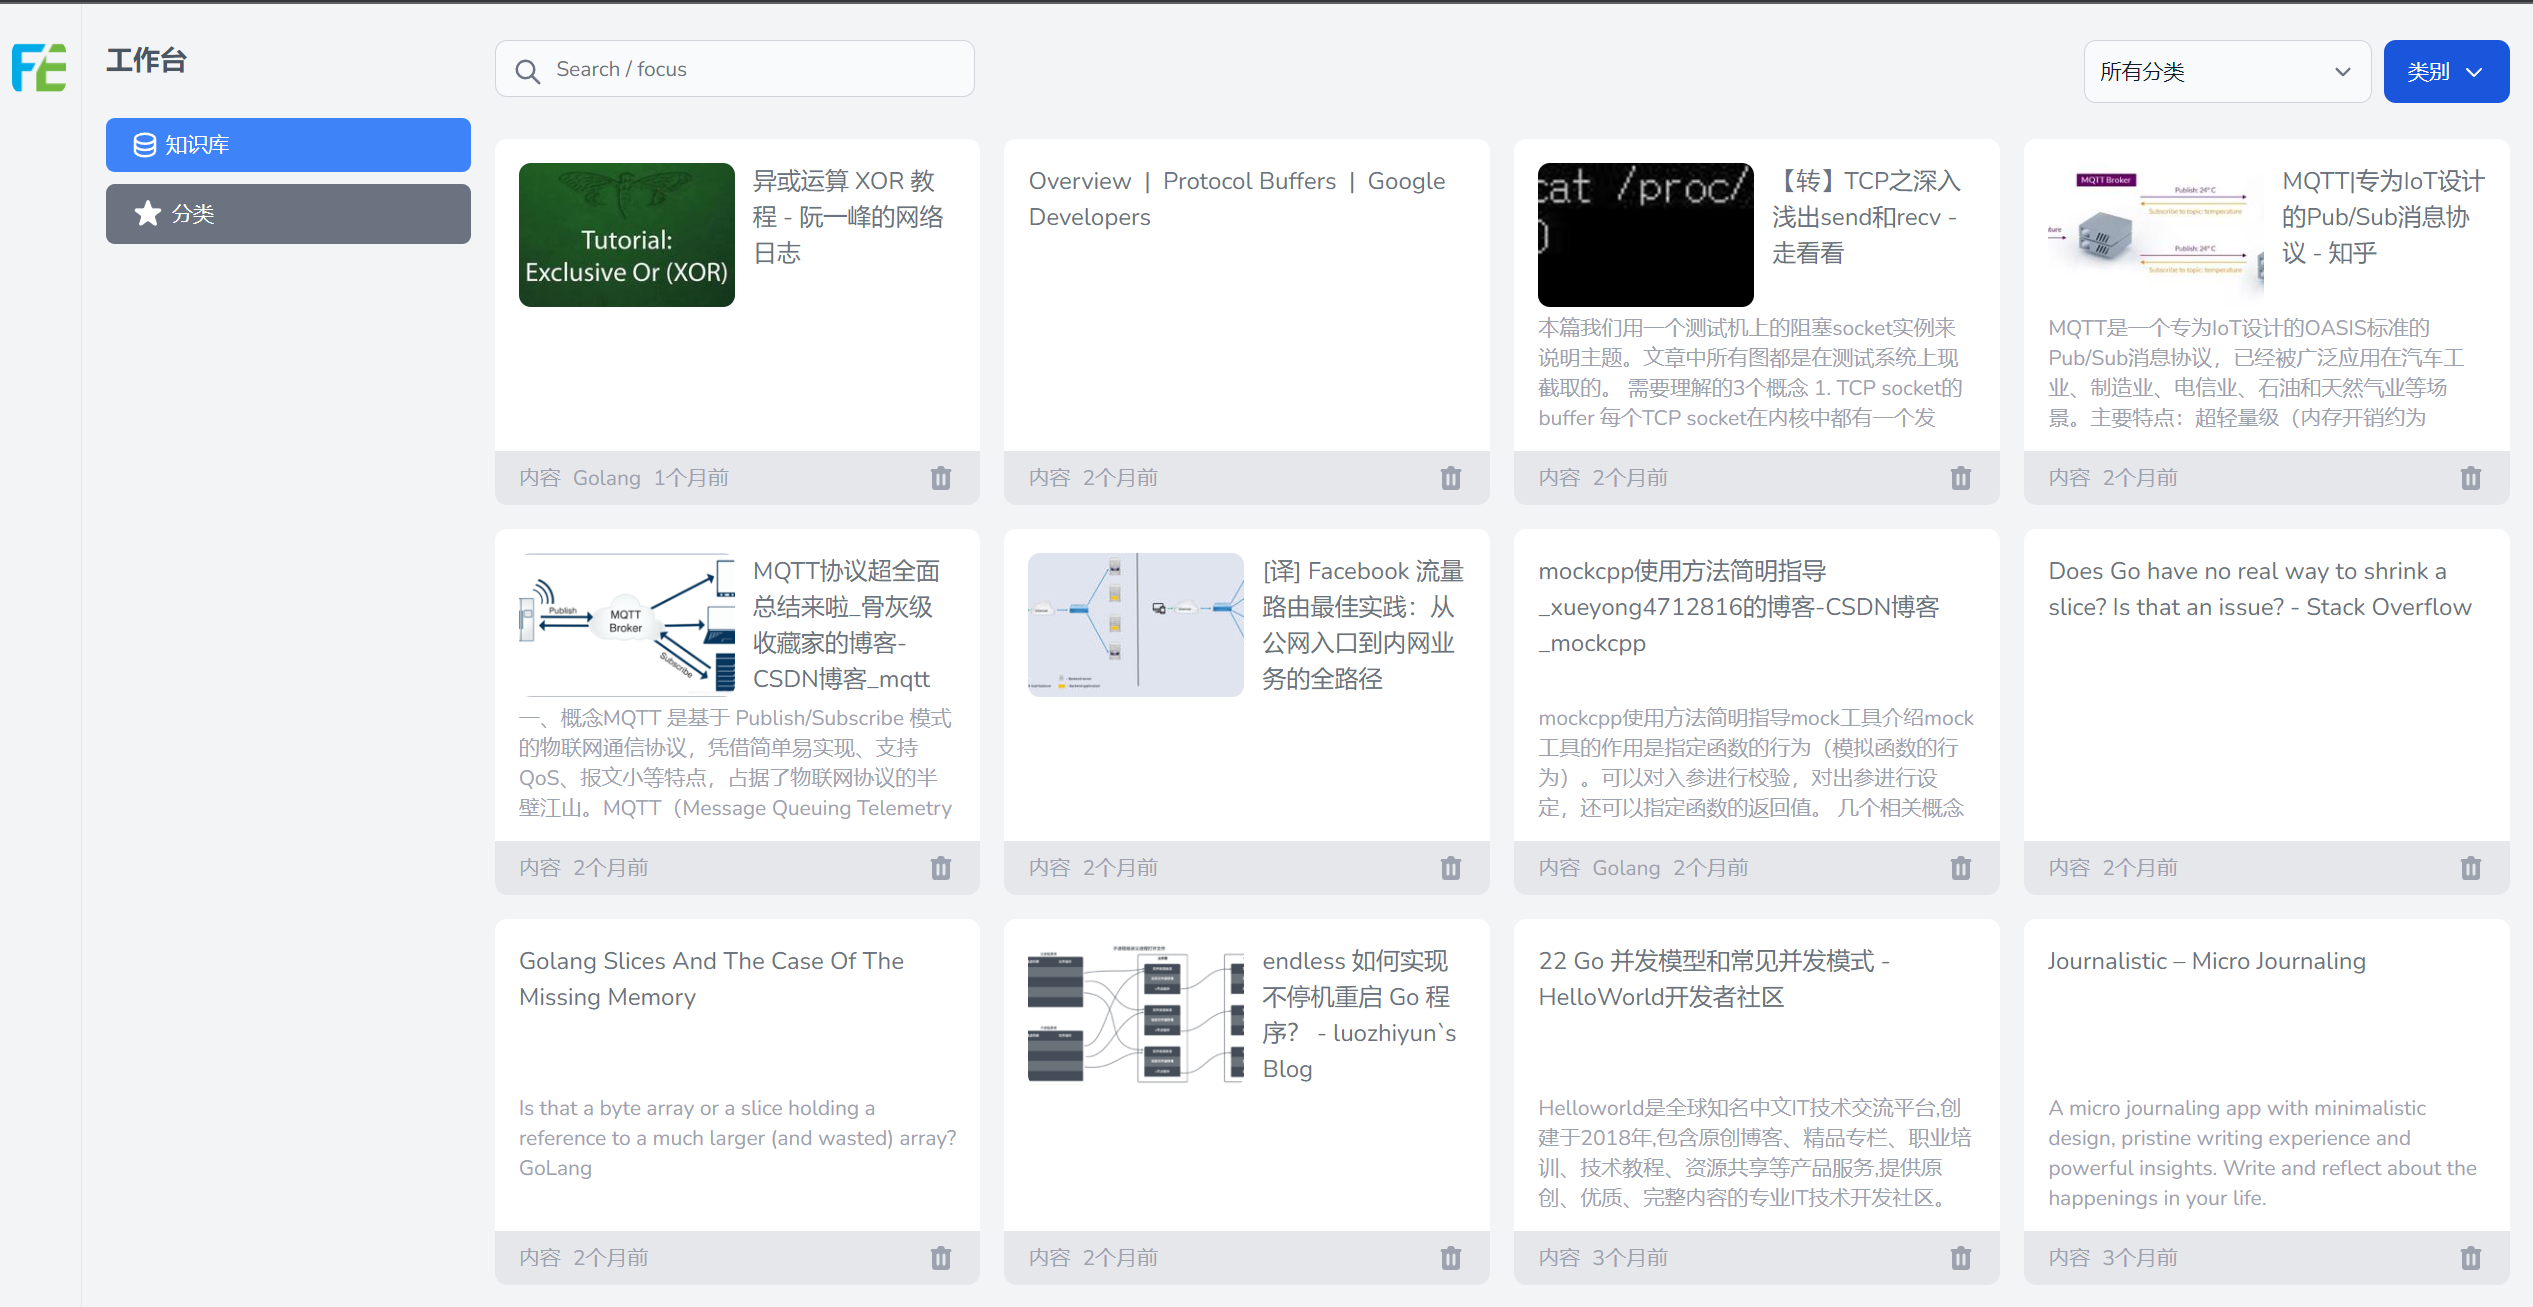 FE
工作台
Search / focus
所有分类
类别
知识库
分类
Tutorial:
Exclusive Or (XOR)
异或运算 XOR 教
程 - 阮一峰的网络
日志
内容 Golang 1个月前
Overview | Protocol Buffers | Google
Developers
内容 2个月前
cat /proc/
0
【转】TCP之深入
浅出send和recv -
走看看
本篇我们用一个测试机上的阻塞socket实例来
说明主题。文章中所有图都是在测试系统上现
截取的。 需要理解的3个概念 1. TCP socket的
buffer 每个TCP socket在内核中都有一个发
内容 2个月前
MQTT Broker
Publish: 24° C
Subscribe to topic: temperature
ture
Publish: 24° C
Subscribe to topic: temperature
MQTT|专为IoT设计
的Pub/Sub消息协
议 - 知乎
MQTT是一个专为IoT设计的OASIS标准的
Pub/Sub消息协议，已经被广泛应用在汽车工
业、制造业、电信业、石油和天然气业等场
景。主要特点：超轻量级（内存开销约为
内容 2个月前
Publish
MQTT
Broker
Subscribe
MQTT协议超全面
总结来啦_骨灰级
收藏家的博客-
CSDN博客_mqtt
一、概念MQTT 是基于 Publish/Subscribe 模式
的物联网通信协议，凭借简单易实现、支持
QoS、报文小等特点，占据了物联网协议的半
壁江山。MQTT（Message Queuing Telemetry
内容 2个月前
[译] Facebook 流量
路由最佳实践：从
公网入口到内网业
务的全路径
内容 2个月前
mockcpp使用方法简明指导
_xueyong4712816的博客-CSDN博客
_mockcpp
mockcpp使用方法简明指导mock工具介绍mock
工具的作用是指定函数的行为（模拟函数的行
为）。可以对入参进行校验，对出参进行设
定，还可以指定函数的返回值。 几个相关概念
内容 Golang 2个月前
Does Go have no real way to shrink a
slice? Is that an issue? - Stack Overflow
内容 2个月前
Golang Slices And The Case Of The
Missing Memory
Is that a byte array or a slice holding a
reference to a much larger (and wasted) array?
GoLang
内容 2个月前
endless 如何实现
不停机重启 Go 程
序？ - luozhiyun`s
Blog
内容 2个月前
22 Go 并发模型和常见并发模式 -
HelloWorld开发者社区
Helloworld是全球知名中文IT技术交流平台,创
建于2018年,包含原创博客、精品专栏、职业培
训、技术教程、资源共享等产品服务,提供原
创、优质、完整内容的专业IT技术开发社区。
内容 3个月前
Journalistic – Micro Journaling
A micro journaling app with minimalistic
design, pristine writing experience and
powerful insights. Write and reflect about the
happenings in your life.
内容 3个月前